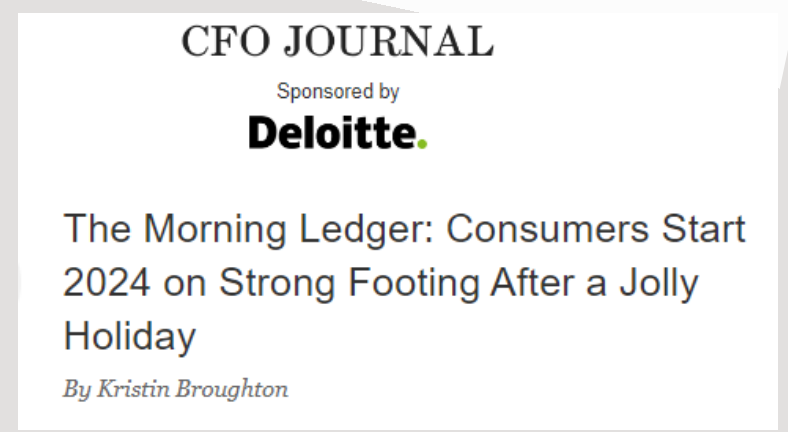 CFO JOURNAL
Sponsored by
Deloitte.
The Morning Ledger: Consumers Start
2024 on Strong Footing After a Jolly
Holiday
By Kristin Broughton